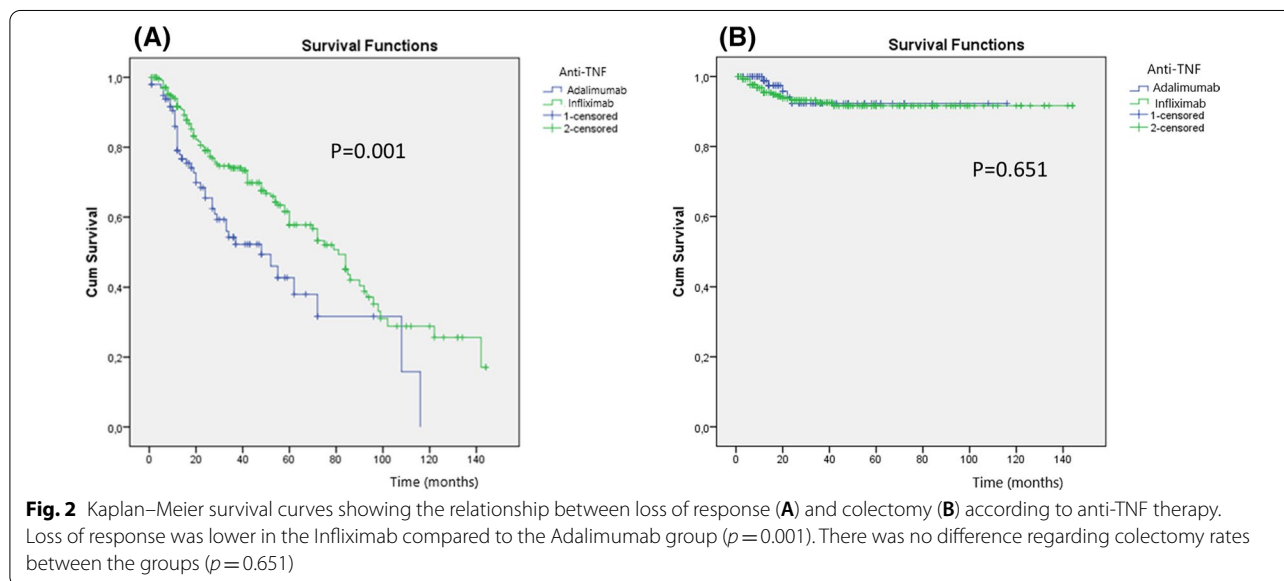 (A)
Survival Functions
Cum Survival
1,0
0,8
0,6
0,4
0,2
0,0
0 20 40 60 80 100 120 140
Time (months)
P=0.001
Anti-TNF
Adalimumab
Infliximab
1-censored
2-censored
(B)
Survival Functions
Cum Survival
1,0
0,8
0,6
0,4
0,2
0,0
0 20 40 60 80 100 120 140
Time (months)
P=0.651
Anti-TNF
Adalimumab
Infliximab
1-censored
2-censored
Fig. 2 Kaplan–Meier survival curves showing the relationship between loss of response (A) and colectomy (B) according to anti-TNF therapy.
Loss of response was lower in the Infliximab compared to the Adalimumab group (p = 0.001). There was no difference regarding colectomy rates
between the groups (p = 0.651)